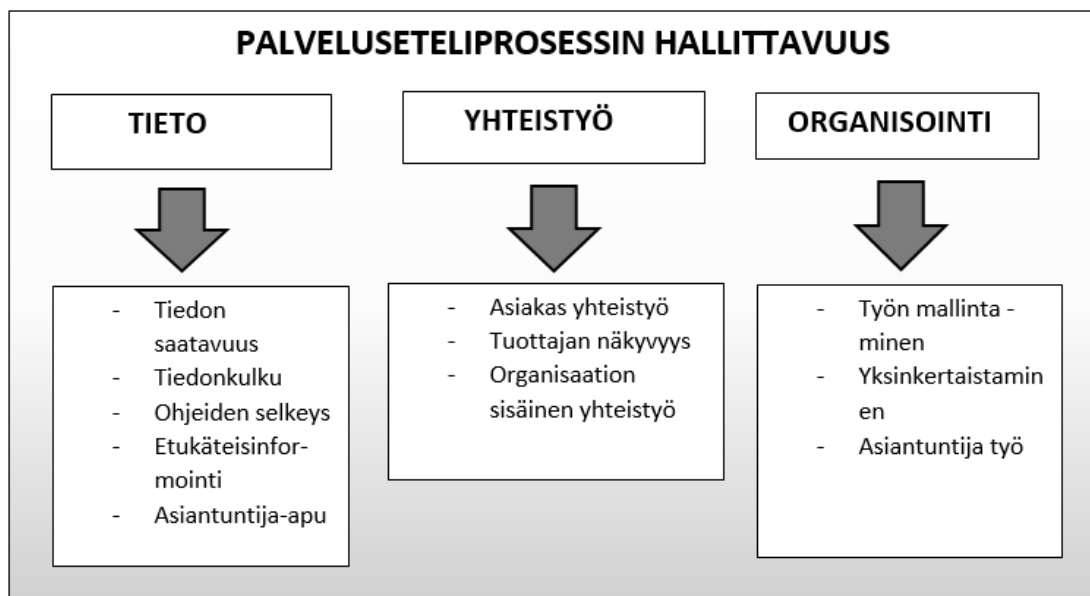 PALVELUSETELIPROSESSIN HALLITTAVUUS
TIETO
YHTEISTYÖ
ORGANISOINTI
- Tiedon
saatavuus
- Tiedonkulku
- Ohjeiden selkeys
- Etukäteisinfor-
mointi
- Asiantuntija-apu
- Asiakas yhteistyö
- Tuottajan näkyvyys
- Organisaation
sisäinen yhteistyö
- Työn mallinta -
minen
- Yksinkertaistamin
en
- Asiantuntija työ